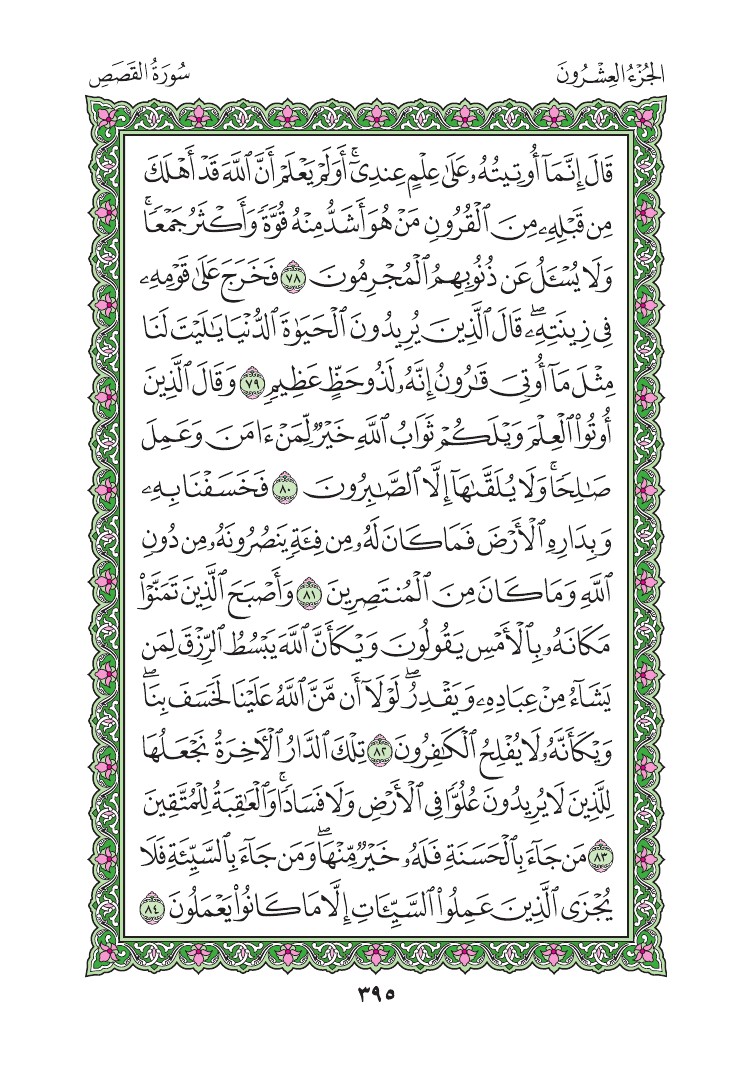 الجُزْءُ العِشْرُونَ
سُورَةُ القَصَصِ
قَالَ إِنَّمَآ أُوتِيتُهُۥ عَلَىٰ عِلْمٍ عِندِىٓ ۚ أَوَلَمْ يَعْلَمْ أَنَّ ٱللَّهَ قَدْ أَهْلَكَ
مِن قَبْلِهِۦ مِنَ ٱلْقُرُونِ مَنْ هُوَ أَشَدُّ مِنْهُ قُوَّةً وَأَكْثَرُ جَمْعًا ۚ
وَلَا يُسْـَٔلُ عَن ذُنُوبِهِمُ ٱلْمُجْرِمُونَ ٧٨ فَخَرَجَ عَلَىٰ قَوْمِهِۦ
فِى زِينَتِهِۦ ۖ قَالَ ٱلَّذِينَ يُرِيدُونَ ٱلْحَيَوٰةَ ٱلدُّنْيَا يَـٰلَيْتَ لَنَا
مِثْلَ مَآ أُوتِىَ قَـٰرُونُ إِنَّهُۥ لَذُو حَظٍّ عَظِيمٍ ٧٩ وَقَالَ ٱلَّذِينَ
أُوتُوا۟ ٱلْعِلْمَ وَيْلَكُمْ ثَوَابُ ٱللَّهِ خَيْرٌ لِّمَنْ ءَامَنَ وَعَمِلَ
صَـٰلِحًا ۚ وَلَا يُلَقَّىٰهَآ إِلَّا ٱلصَّـٰبِرُونَ ٨٠ فَخَسَفْنَا بِهِۦ
وَبِدَارِهِ ٱلْأَرْضَ فَمَا كَانَ لَهُۥ مِن فِئَةٍ يَنصُرُونَهُۥ مِن دُونِ
ٱللَّهِ وَمَا كَانَ مِنَ ٱلْمُنتَصِرِينَ ٨١ وَأَصْبَحَ ٱلَّذِينَ تَمَنَّوْا۟
مَكَانَهُۥ بِٱلْأَمْسِ يَقُولُونَ وَيْكَأَنَّ ٱللَّهَ يَبْسُطُ ٱلرِّزْقَ لِمَن
يَشَآءُ مِنْ عِبَادِهِۦ وَيَقْدِرُ ۖ لَوْلَآ أَن مَّنَّ ٱللَّهُ عَلَيْنَا لَخَسَفَ بِنَا ۖ
وَيْكَأَنَّهُۥ لَا يُفْلِحُ ٱلْكَـٰفِرُونَ ٨٢ تِلْكَ ٱلدَّارُ ٱلْـَٔاخِرَةُ نَجْعَلُهَا
لِلَّذِينَ لَا يُرِيدُونَ عُلُوًّا فِى ٱلْأَرْضِ وَلَا فَسَادًا ۚ وَٱلْعَـٰقِبَةُ لِلْمُتَّقِينَ
٨٣ مَن جَآءَ بِٱلْحَسَنَةِ فَلَهُۥ خَيْرٌ مِّنْهَا ۖ وَمَن جَآءَ بِٱلسَّيِّئَةِ فَلَا
يُجْزَى ٱلَّذِينَ عَمِلُوا۟ ٱلسَّيِّـَٔاتِ إِلَّا مَا كَانُوا۟ يَعْمَلُونَ ٨٤
٣٩٥